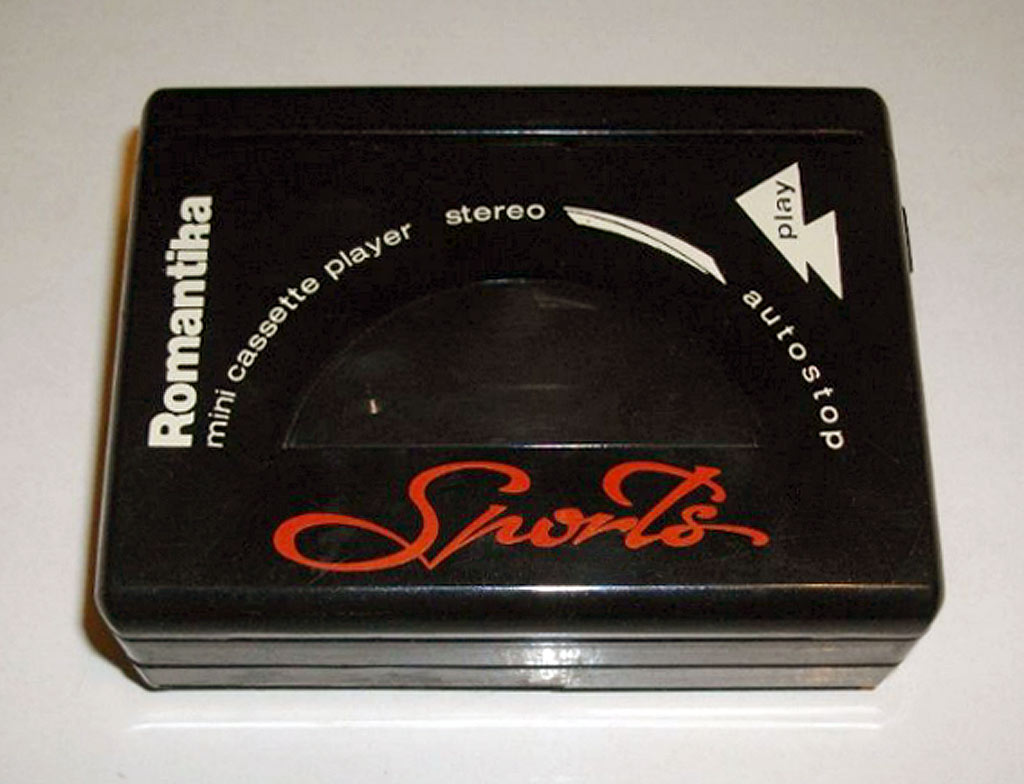 Romantika
mini cassette player stereo
play
autostop
Sports